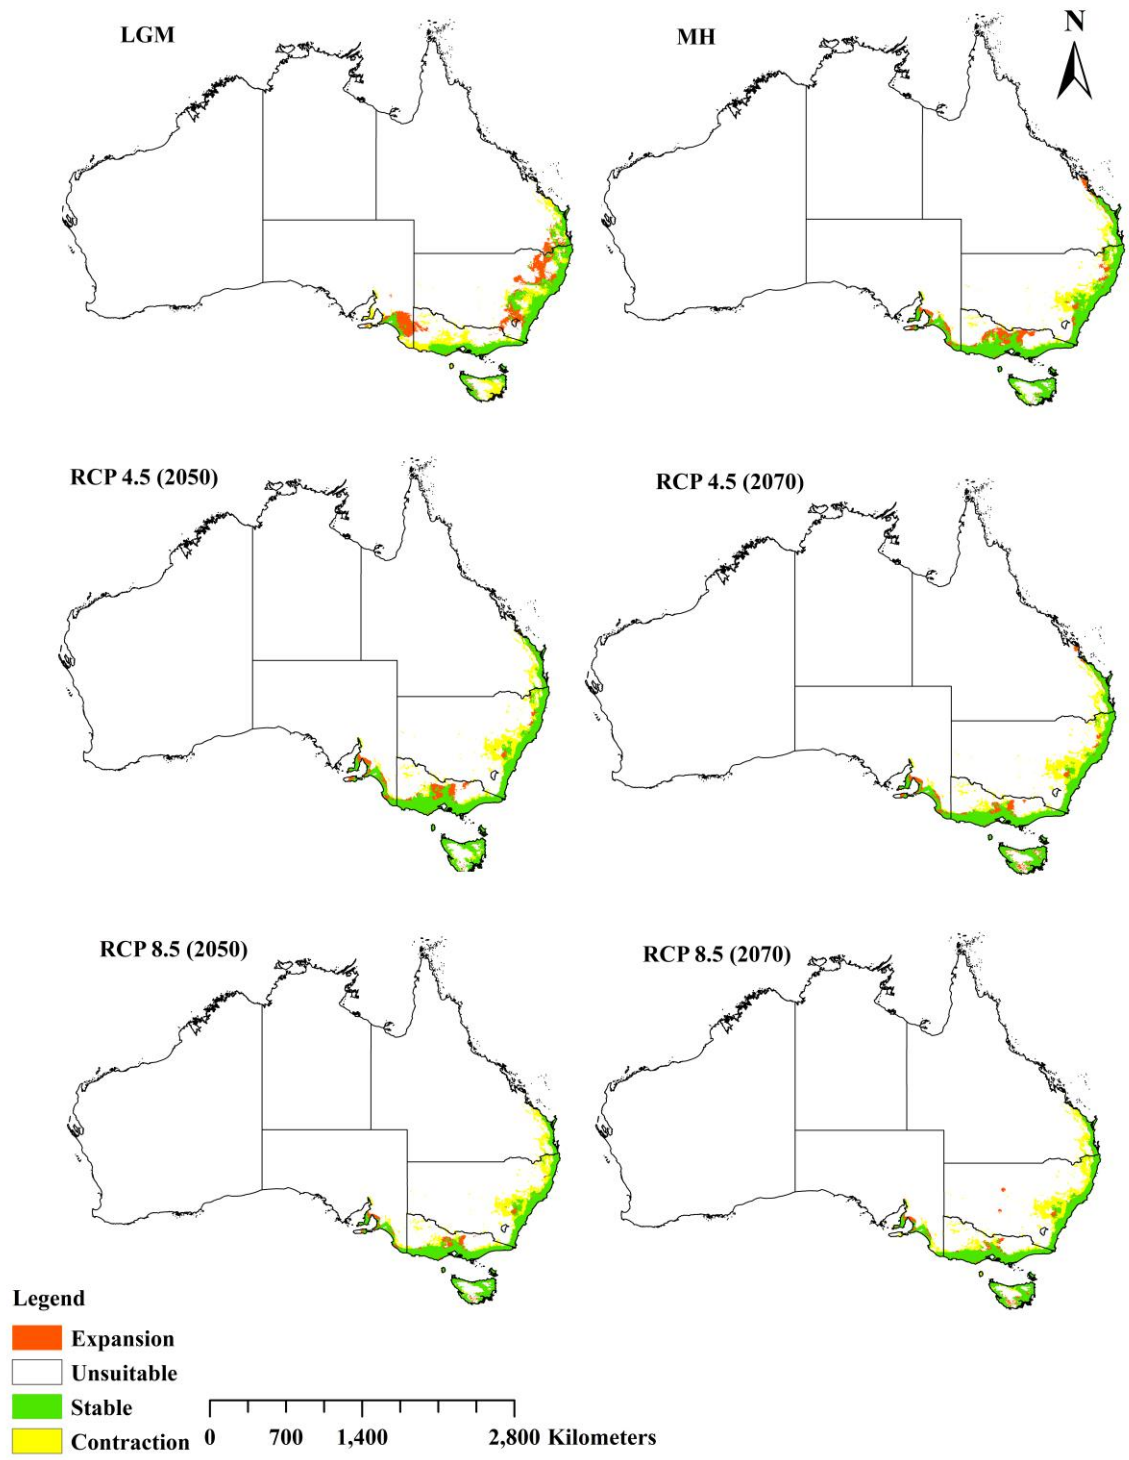 LGM
MH
N
RCP 4.5 (2050)
RCP 4.5 (2070)
RCP 8.5 (2050)
RCP 8.5 (2070)
Legend
Expansion
Unsuitable
Stable
Contraction
0 700 1,400 2,800 Kilometers